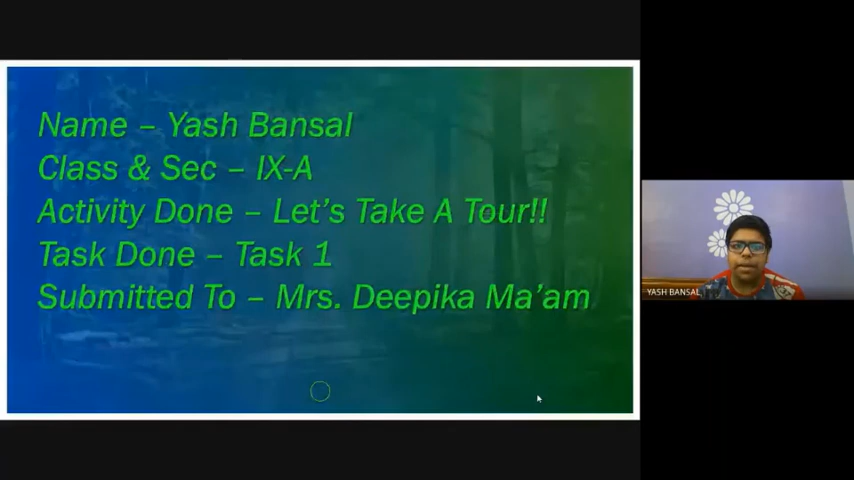 Name – Yash Bansal
Class & Sec – IX-A
Activity Done – Let's Take A Tour!!
Task Done – Task 1
Submitted To – Mrs. Deepika Ma'am
YASH BANSAL